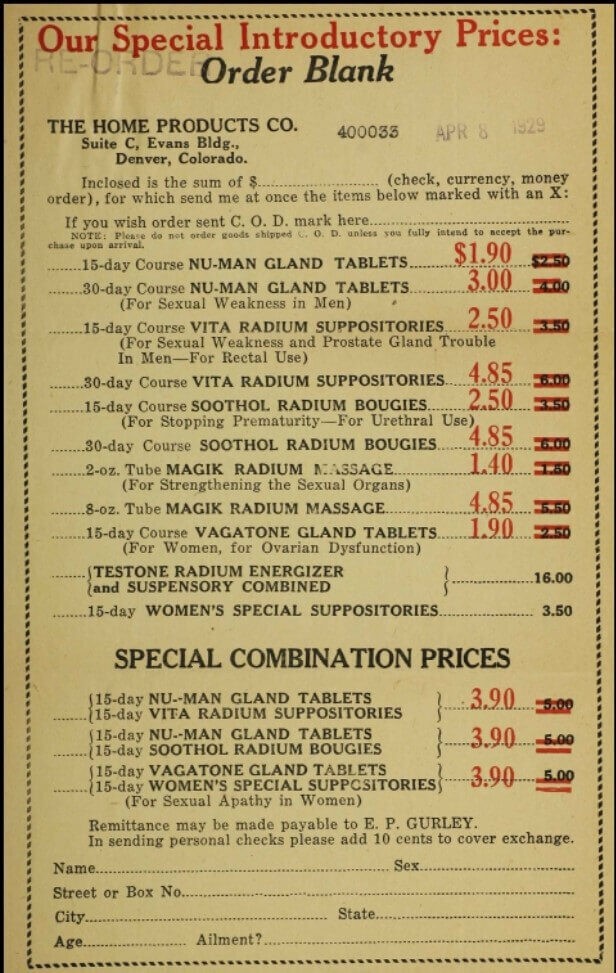 Our Special Introductory Prices:
RE-ORDER
Order Blank
THE HOME PRODUCTS CO.
Suite C, Evans Bldg.,
Denver, Colorado.
400033 APR 8 1929
Inclosed is the sum of $.............................. (check, currency, money
order), for which send me at once the items below marked with an X:
If you wish order sent C. O. D. mark here..................................................
NOTE: Please do not order goods shipped C. O. D. unless you fully intend to accept the pur-
chase upon arrival.
........15-day Course NU-MAN GLAND TABLETS.......... $1.90 ..... $2.50
........30-day Course NU-MAN GLAND TABLETS.......... 3.00 ..... 4.00
(For Sexual Weakness in Men)
........15-day Course VITA RADIUM SUPPOSITORIES..... 2.50 ..... 3.50
(For Sexual Weakness and Prostate Gland Trouble
In Men—For Rectal Use)
........30-day Course VITA RADIUM SUPPOSITORIES..... 4.85 ..... 6.00
........15-day Course SOOTHOL RADIUM BOUGIES........ 2.50 ..... 3.50
(For Stopping Prematurity—For Urethral Use)
........30-day Course SOOTHOL RADIUM BOUGIES........ 4.85 ..... 6.00
........2-oz. Tube MAGIK RADIUM MASSAGE............. 1.40 ..... 1.50
(For Strengthening the Sexual Organs)
........8-oz. Tube MAGIK RADIUM MASSAGE............. 4.85 ..... 5.50
........15-day Course VAGATONE GLAND TABLETS........ 1.90 ..... 2.50
(For Women, for Ovarian Dysfunction)
........{TESTONE RADIUM ENERGIZER
{and SUSPENSORY COMBINED } ....................16.00
........15-day WOMEN'S SPECIAL SUPPOSITORIES.................... 3.50
SPECIAL COMBINATION PRICES
{15-day NU--MAN GLAND TABLETS
........{15-day VITA RADIUM SUPPOSITORIES } ..... 3.90 ..... 5.00
{15-day NU--MAN GLAND TABLETS
........{15-day SOOTHOL RADIUM BOUGIES } ..... 3.90 ..... 5.00
{15-day VAGATONE GLAND TABLETS
........{15-day WOMEN'S SPECIAL SUPPOSITORIES} ..... 3.90 ..... 5.00
(For Sexual Apathy in Women)
Remittance may be made payable to E. P. GURLEY.
In sending personal checks please add 10 cents to cover exchange.
Name.................................................................. Sex...................................
Street or Box No....................................................................................
City...................................................... State..........................................
Age........................ Ailment?...............................................................